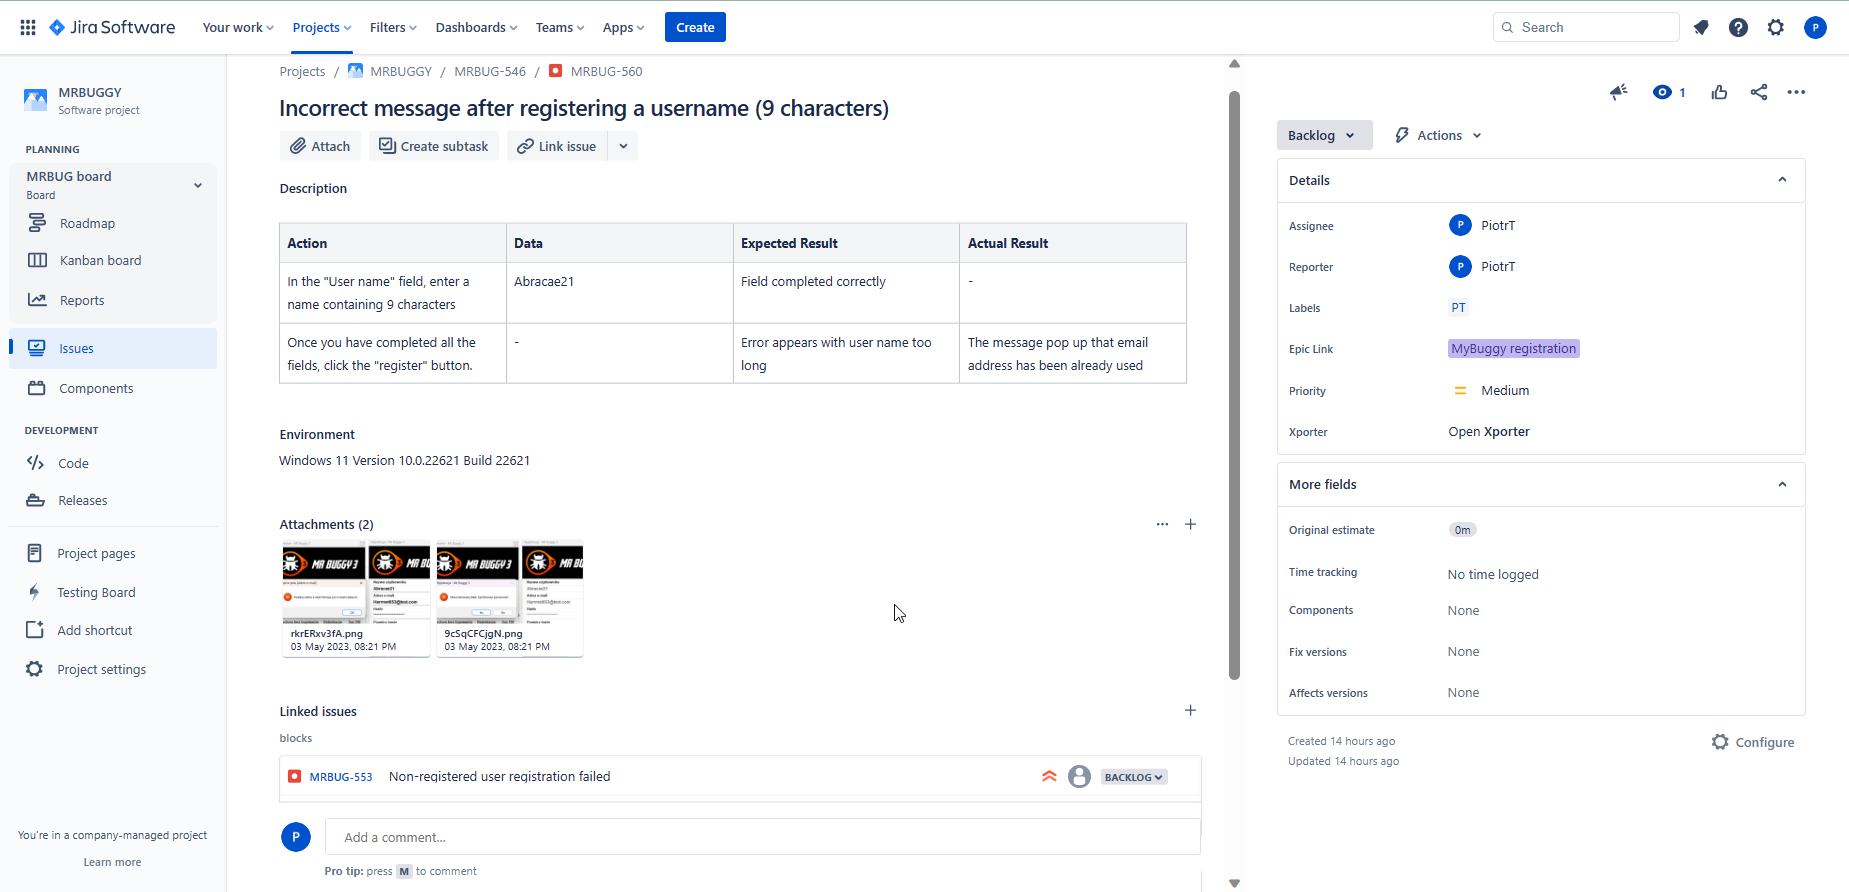 Jira Software
Your work
Projects
Filters
Dashboards
Teams
Apps
Create
Search
P
MRBUGGY
Software project
PLANNING
MRBUG board
Board
Roadmap
Kanban board
Reports
Issues
Components
DEVELOPMENT
Code
Releases
Project pages
Testing Board
Add shortcut
Project settings
You're in a company-managed project
Learn more
Projects / MRBUGGY / MRBUG-546 / MRBUG-560
Incorrect message after registering a username (9 characters)
Attach
Create subtask
Link issue
Description
Action Data Expected Result Actual Result
In the "User name" field, enter a
name containing 9 characters
Abracae21
Field completed correctly
-
Once you have completed all the
fields, click the "register" button.
-
Error appears with user name too
long
The message pop up that email
address has been already used
Environment
Windows 11 Version 10.0.22621 Build 22621
Attachments (2)
MR BUGGY 3
MR BU
MR BUGGY 3
MR BU
rkrERxv3fA.png
03 May 2023, 08:21 PM
9cSqCFCjgN.png
03 May 2023, 08:21 PM
Linked issues
blocks
MRBUG-553 Non-registered user registration failed
BACKLOG
P
Add a comment...
Pro tip: press M to comment
1
Backlog
Actions
Details
Assignee
P PiotrT
Reporter
P PiotrT
Labels
PT
Epic Link
MyBuggy registration
Priority
Medium
Xporter
Open Xporter
More fields
Original estimate
0m
Time tracking
No time logged
Components
None
Fix versions
None
Affects versions
None
Created 14 hours ago
Updated 14 hours ago
Configure